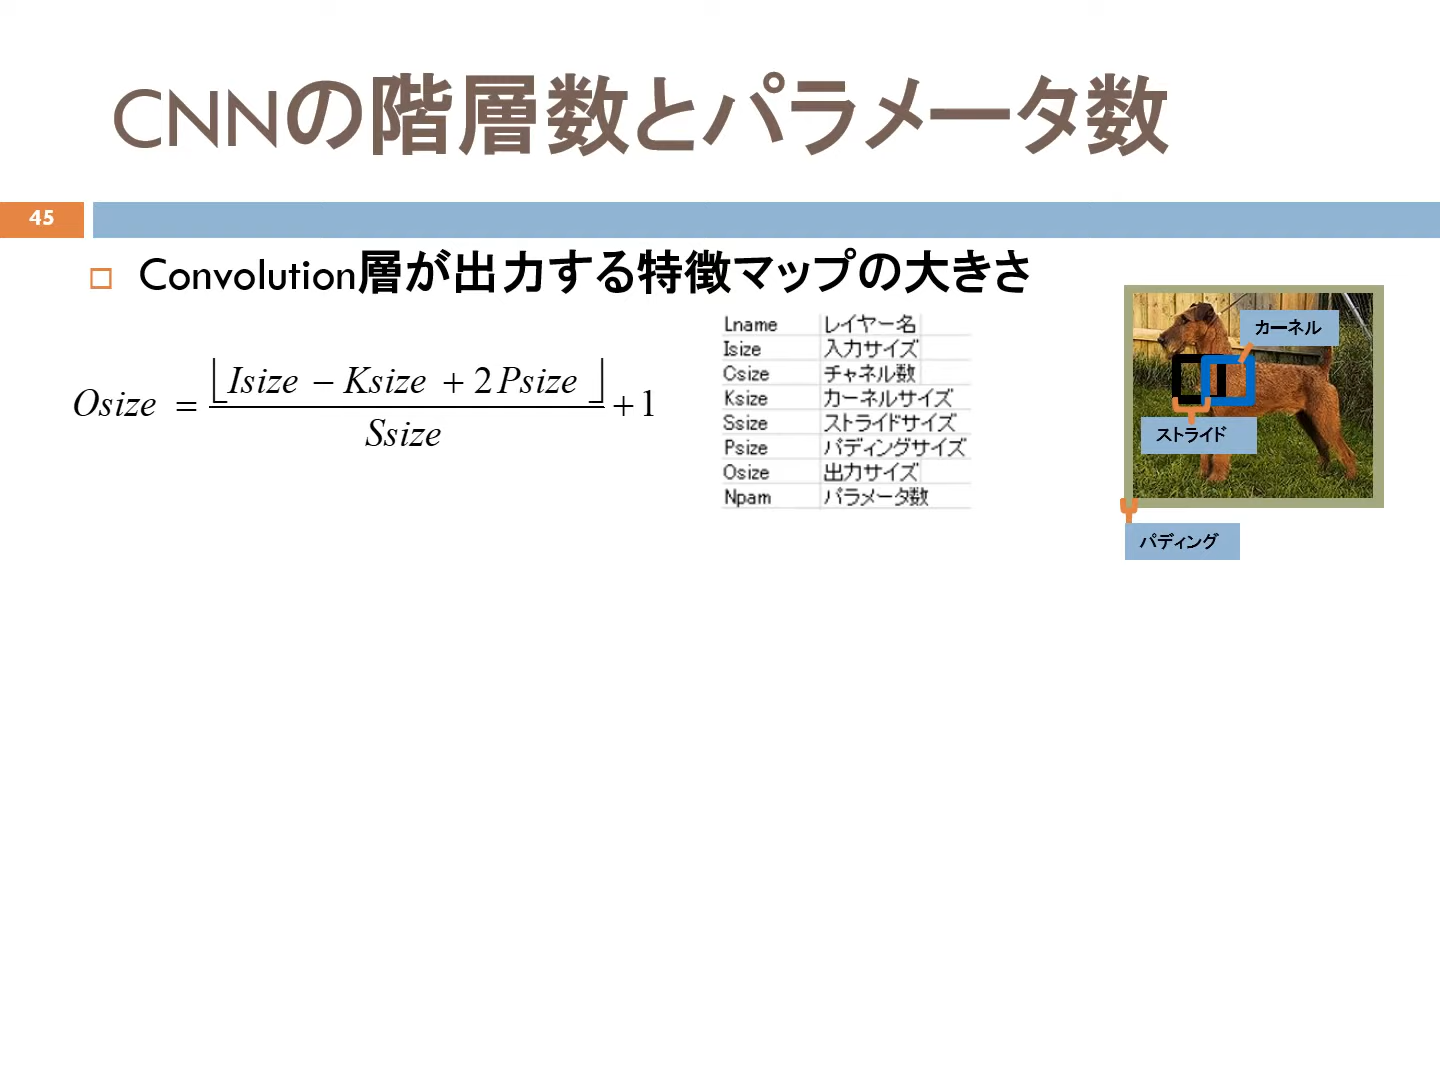 CNNの階層数とパラメータ数
45
Convolution層が出力する特徴マップの大きさ
Osize = ⌊Isize − Ksize + 2Psize⌋ / Ssize + 1
Lname レイヤー名
Isize 入力サイズ
Csize チャネル数
Ksize カーネルサイズ
Ssize ストライドサイズ
Psize パディングサイズ
Osize 出力サイズ
Npam パラメータ数
カーネル
ストライド
パディング